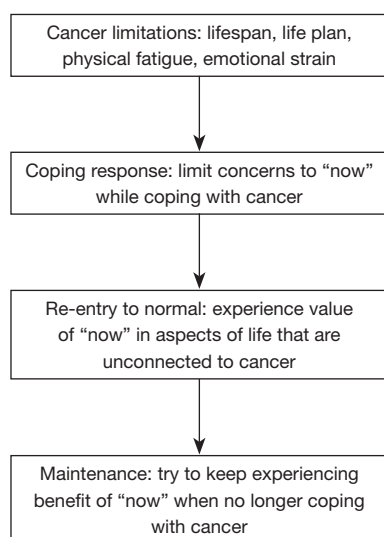 Cancer limitations: lifespan, life plan,
physical fatigue, emotional strain
Coping response: limit concerns to “now”
while coping with cancer
Re-entry to normal: experience value
of “now” in aspects of life that are
unconnected to cancer
Maintenance: try to keep experiencing
benefit of “now” when no longer coping
with cancer